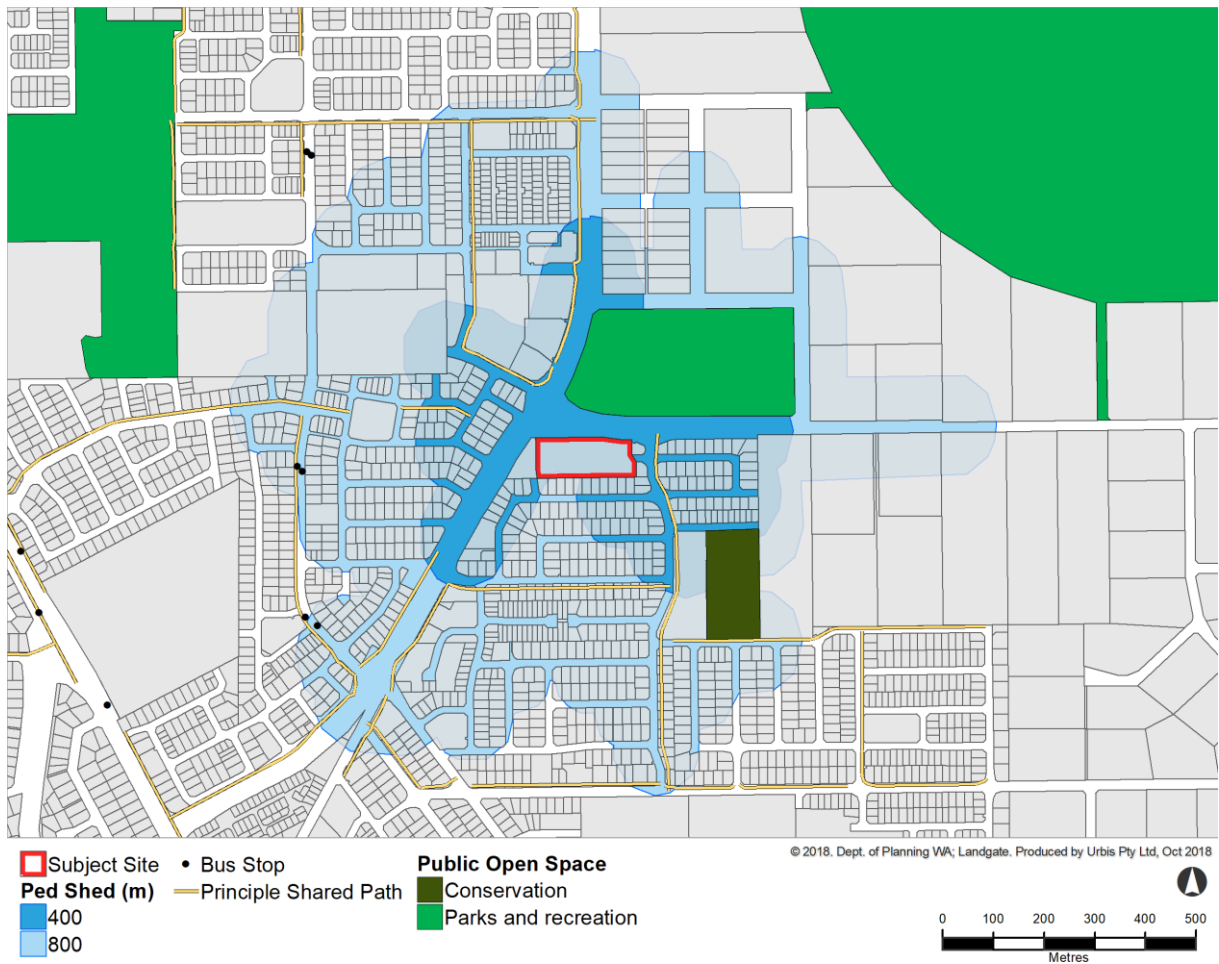 © 2018. Dept. of Planning WA; Landgate. Produced by Urbis Pty Ltd, Oct 2018
Subject Site
Bus Stop
Public Open Space
Ped Shed (m)
Principle Shared Path
Conservation
400
Parks and recreation
800
0 100 200 300 400 500
Metres